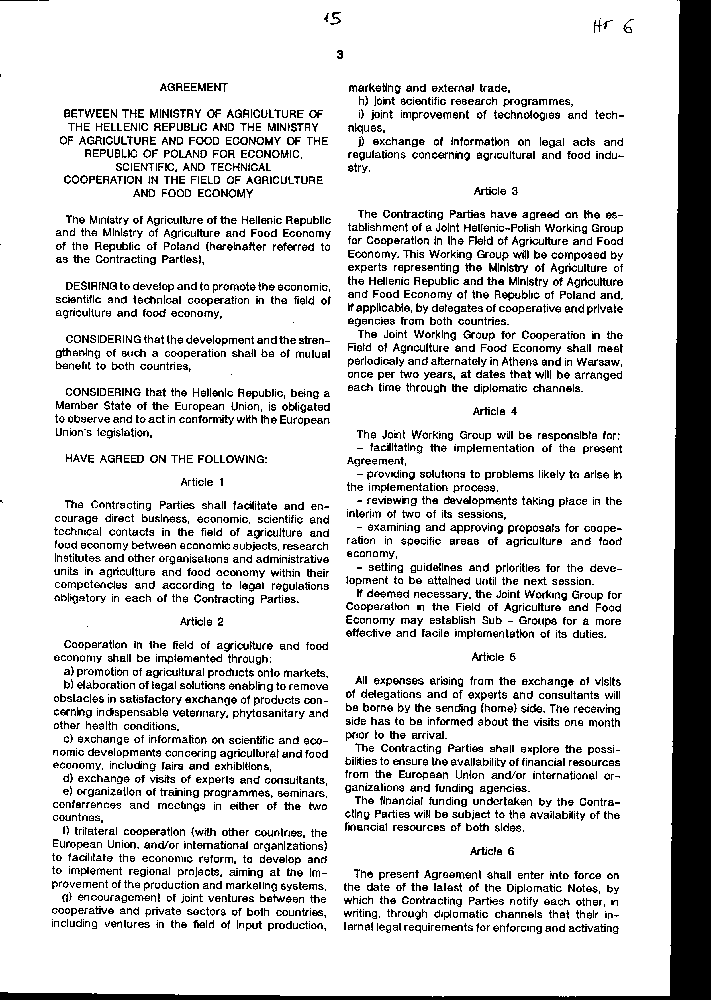 15
Hr 6
3
AGREEMENT
BETWEEN THE MINISTRY OF AGRICULTURE OF
THE HELLENIC REPUBLIC AND THE MINISTRY
OF AGRICULTURE AND FOOD ECONOMY OF THE
REPUBLIC OF POLAND FOR ECONOMIC,
SCIENTIFIC, AND TECHNICAL
COOPERATION IN THE FIELD OF AGRICULTURE
AND FOOD ECONOMY
The Ministry of Agriculture of the Hellenic Republic
and the Ministry of Agriculture and Food Economy
of the Republic of Poland (hereinafter referred to
as the Contracting Parties),
DESIRING to develop and to promote the economic,
scientific and technical cooperation in the field of
agriculture and food economy,
CONSIDERING that the development and the stren-
gthening of such a cooperation shall be of mutual
benefit to both countries,
CONSIDERING that the Hellenic Republic, being a
Member State of the European Union, is obligated
to observe and to act in conformity with the European
Union's legislation,
HAVE AGREED ON THE FOLLOWING:
Article 1
The Contracting Parties shall facilitate and en-
courage direct business, economic, scientific and
technical contacts in the field of agriculture and
food economy between economic subjects, research
institutes and other organisations and administrative
units in agriculture and food economy within their
competencies and according to legal regulations
obligatory in each of the Contracting Parties.
Article 2
Cooperation in the field of agriculture and food
economy shall be implemented through:
a) promotion of agricultural products onto markets,
b) elaboration of legal solutions enabling to remove
obstacles in satisfactory exchange of products con-
cerning indispensable veterinary, phytosanitary and
other health conditions,
c) exchange of information on scientific and eco-
nomic developments concering agricultural and food
economy, including fairs and exhibitions,
d) exchange of visits of experts and consultants,
e) organization of training programmes, seminars,
conferrences and meetings in either of the two
countries,
f) trilateral cooperation (with other countries, the
European Union, and/or international organizations)
to facilitate the economic reform, to develop and
to implement regional projects, aiming at the im-
provement of the production and marketing systems,
g) encouragement of joint ventures between the
cooperative and private sectors of both countries,
including ventures in the field of input production,
marketing and external trade,
h) joint scientific research programmes,
i) joint improvement of technologies and tech-
niques,
j) exchange of information on legal acts and
regulations concerning agricultural and food indu-
stry.
Article 3
The Contracting Parties have agreed on the es-
tablishment of a Joint Hellenic-Polish Working Group
for Cooperation in the Field of Agriculture and Food
Economy. This Working Group will be composed by
experts representing the Ministry of Agriculture of
the Hellenic Republic and the Ministry of Agriculture
and Food Economy of the Republic of Poland and,
if applicable, by delegates of cooperative and private
agencies from both countries.
The Joint Working Group for Cooperation in the
Field of Agriculture and Food Economy shall meet
periodicaly and alternately in Athens and in Warsaw,
once per two years, at dates that will be arranged
each time through the diplomatic channels.
Article 4
The Joint Working Group will be responsible for:
- facilitating the implementation of the present
Agreement,
- providing solutions to problems likely to arise in
the implementation process,
- reviewing the developments taking place in the
interim of two of its sessions,
- examining and approving proposals for coope-
ration in specific areas of agriculture and food
economy,
- setting guidelines and priorities for the deve-
lopment to be attained until the next session.
If deemed necessary, the Joint Working Group for
Cooperation in the Field of Agriculture and Food
Economy may establish Sub - Groups for a more
effective and facile implementation of its duties.
Article 5
All expenses arising from the exchange of visits
of delegations and of experts and consultants will
be borne by the sending (home) side. The receiving
side has to be informed about the visits one month
prior to the arrival.
The Contracting Parties shall explore the possi-
bilities to ensure the availability of financial resources
from the European Union and/or international or-
ganizations and funding agencies.
The financial funding undertaken by the Contra-
cting Parties will be subject to the availability of the
financial resources of both sides.
Article 6
The present Agreement shall enter into force on
the date of the latest of the Diplomatic Notes, by
which the Contracting Parties notify each other, in
writing, through diplomatic channels that their in-
ternal legal requirements for enforcing and activating